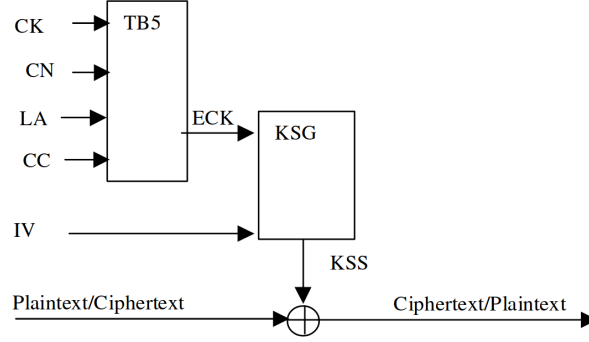 CK
TB5
CN
LA
ECK
KSG
CC
IV
KSS
Plaintext/Ciphertext
Ciphertext/Plaintext